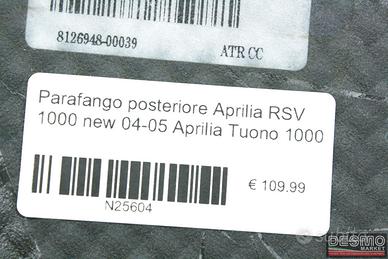 8126948-00039
ATR CC
Parafango posteriore Aprilia RSV
1000 new 04-05 Aprilia Tuono 1000
€ 109.99
N25604
DESMO
MARKET